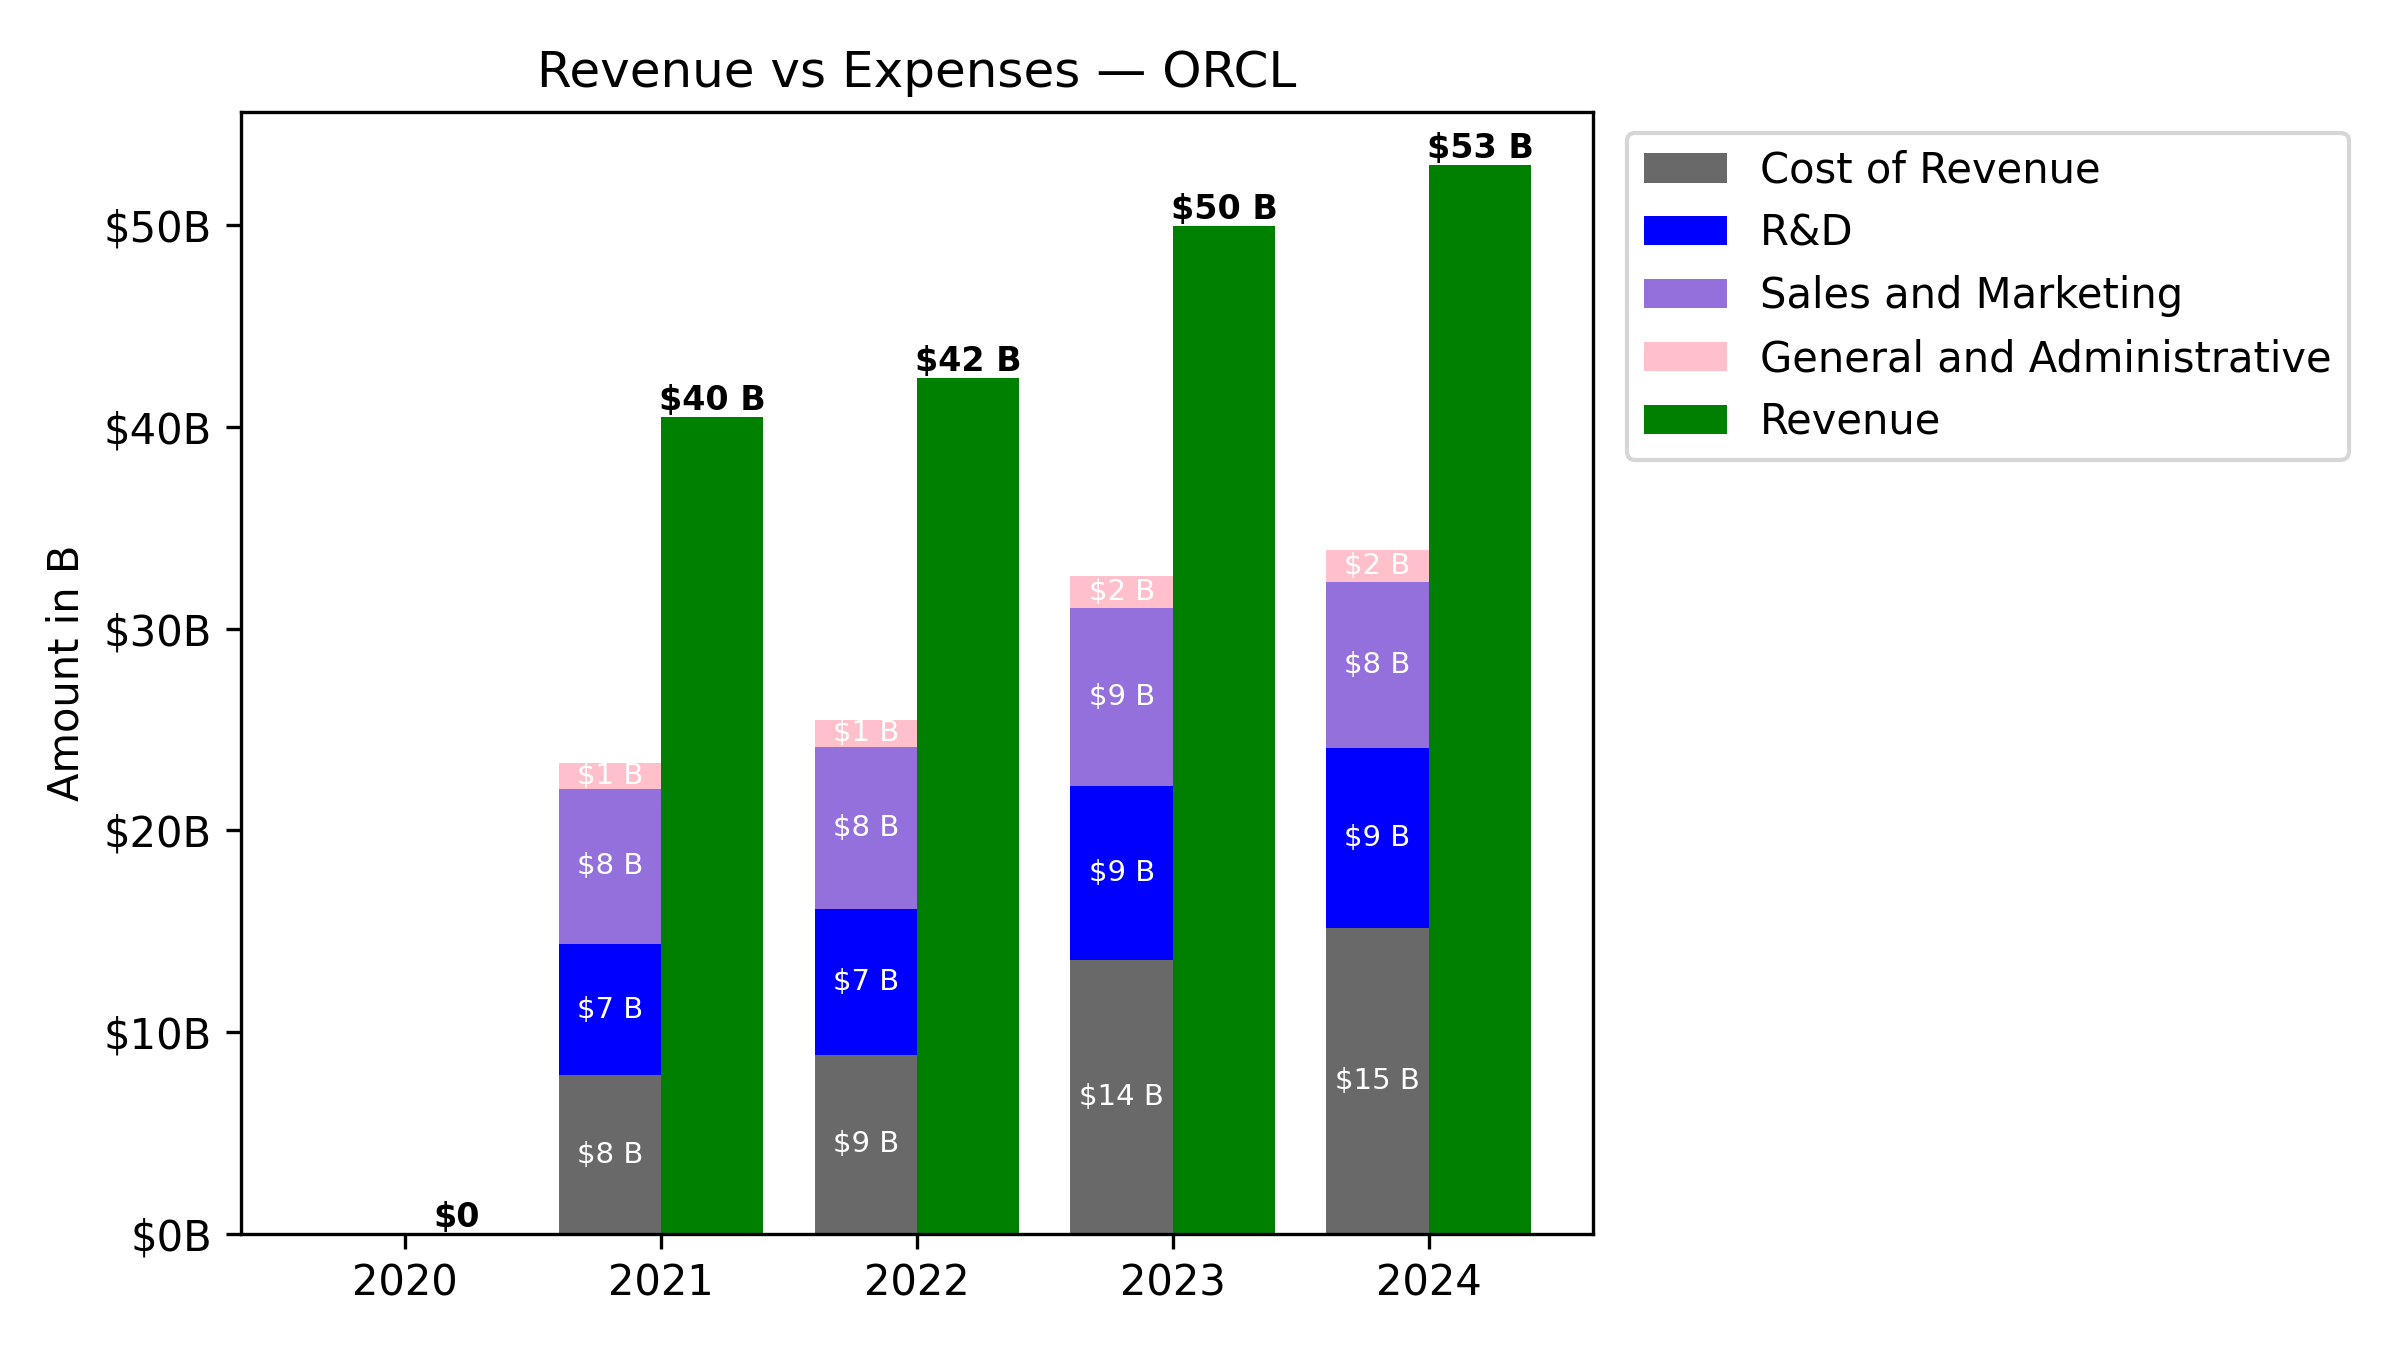 Revenue vs Expenses — ORCL
Cost of Revenue
R&D
Sales and Marketing
General and Administrative
Revenue
Amount in B
$50B
$40B
$30B
$20B
$10B
$0B
$0
$40 B
$1 B
$8 B
$7 B
$8 B
$42 B
$1 B
$8 B
$7 B
$9 B
$50 B
$2 B
$9 B
$9 B
$14 B
$53 B
$2 B
$8 B
$9 B
$15 B
2020
2021
2022
2023
2024